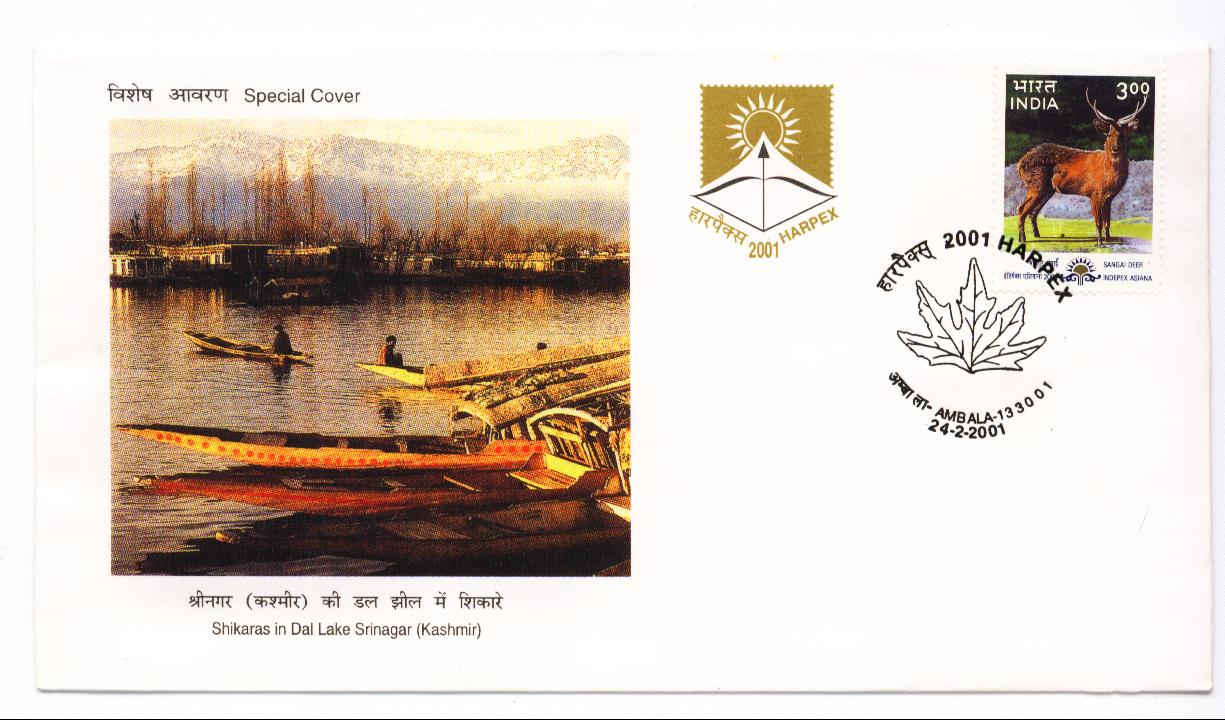 विशेष आवरण Special Cover
हारपैक्स 2001 HARPEX
भारत 3.00
INDIA
SANGAI DEER
इंडिपैक्स एशियाना INDEPEX ASIANA
हारपैक्स् 2001 HARPEX
अम्बाला- AMBALA-133001
24-2-2001
श्रीनगर (कश्मीर) की डल झील में शिकारे
Shikaras in Dal Lake Srinagar (Kashmir)